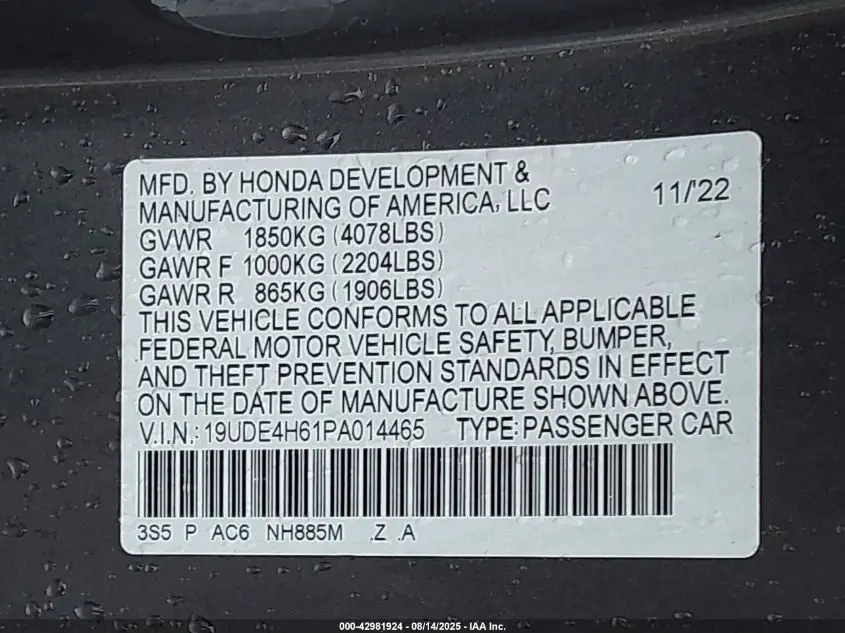 MFD. BY HONDA DEVELOPMENT &
MANUFACTURING OF AMERICA, LLC 11/'22
GVWR 1850KG (4078LBS)
GAWR F 1000KG (2204LBS)
GAWR R 865KG (1906LBS)
THIS VEHICLE CONFORMS TO ALL APPLICABLE
FEDERAL MOTOR VEHICLE SAFETY, BUMPER,
AND THEFT PREVENTION STANDARDS IN EFFECT
ON THE DATE OF MANUFACTURE SHOWN ABOVE.
V.I.N.: 19UDE4H61PA014465 TYPE: PASSENGER CAR
3S5 P AC6 NH885M .Z .A
000-42981924 - 08/14/2025 - IAA Inc.